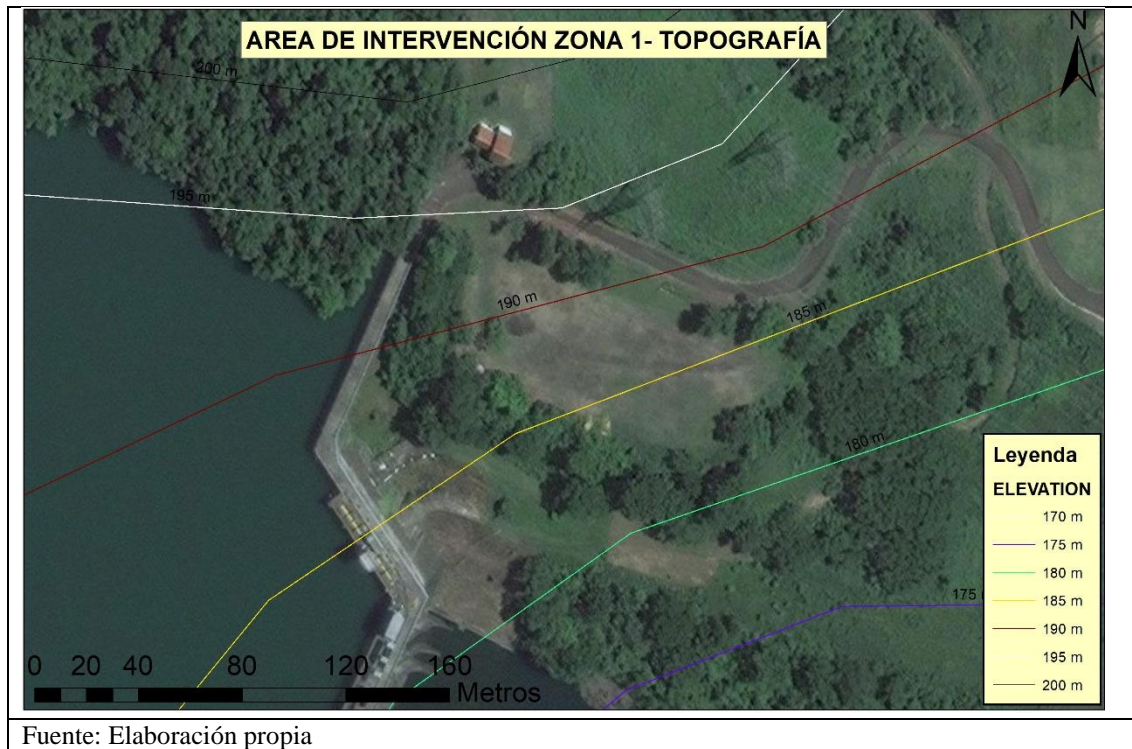 AREA DE INTERVENCIÓN ZONA 1- TOPOGRAFÍA
N
200 m
195 m
190 m
185 m
180 m
175 m
Leyenda
ELEVATION
170 m
175 m
180 m
185 m
190 m
195 m
200 m
0 20 40 80 120 160
Metros
Fuente: Elaboración propia